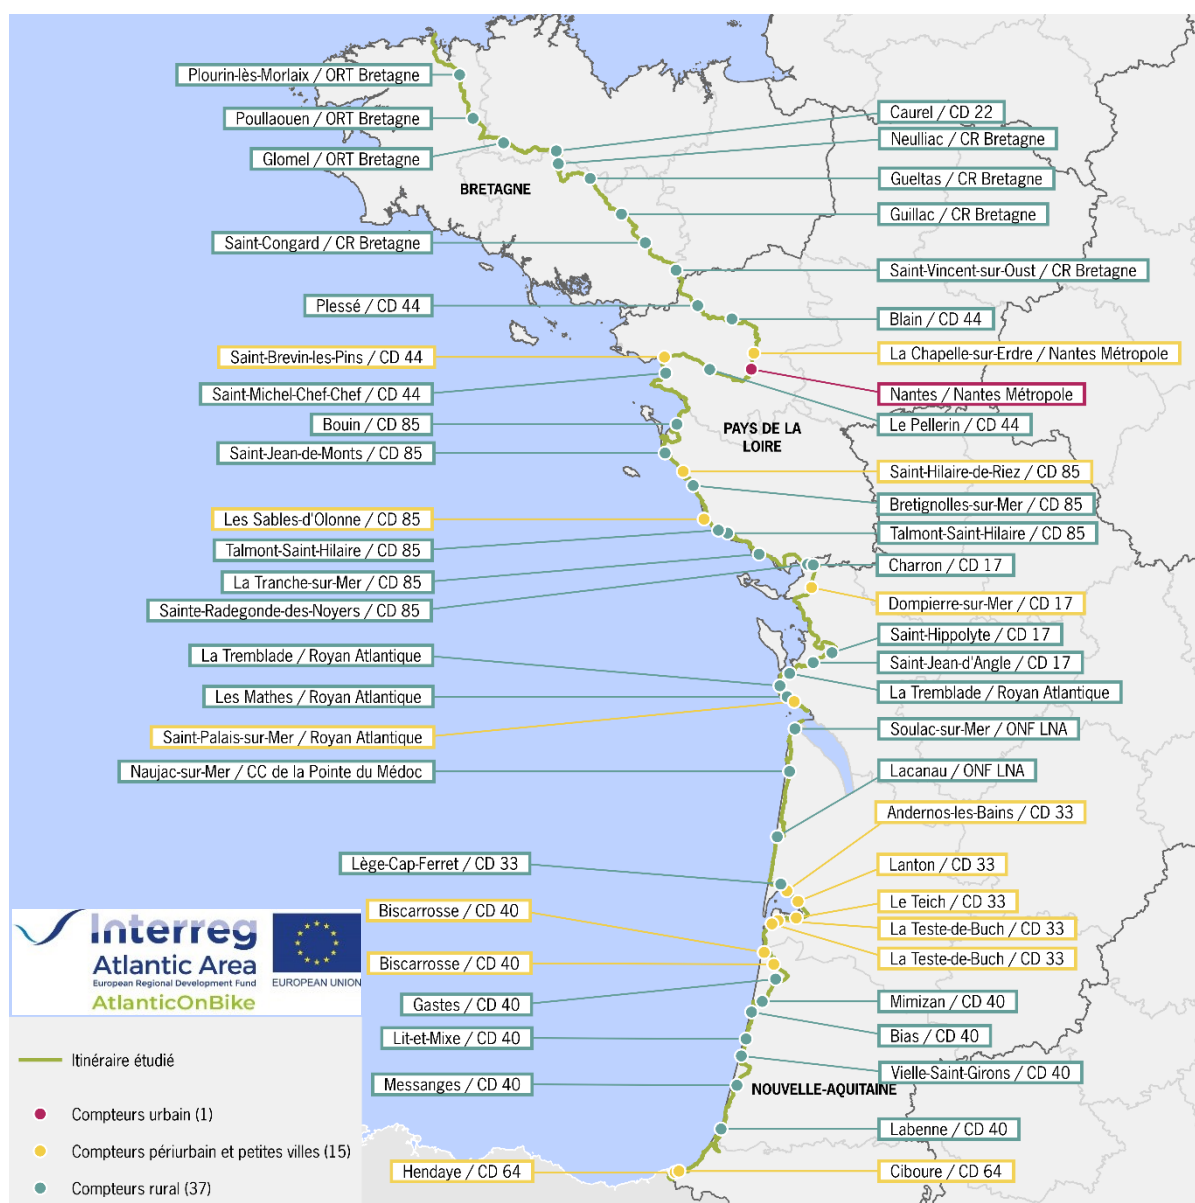 Plourin-lès-Morlaix / ORT Bretagne
Poullaouen / ORT Bretagne
Glomel / ORT Bretagne
Caurel / CD 22
Neulliac / CR Bretagne
Gueltas / CR Bretagne
Guillac / CR Bretagne
BRETAGNE
Saint-Congard / CR Bretagne
Saint-Vincent-sur-Oust / CR Bretagne
Plessé / CD 44
Blain / CD 44
Saint-Brevin-les-Pins / CD 44
La Chapelle-sur-Erdre / Nantes Métropole
Saint-Michel-Chef-Chef / CD 44
Nantes / Nantes Métropole
Bouin / CD 85
Le Pellerin / CD 44
PAYS DE LA
LOIRE
Saint-Jean-de-Monts / CD 85
Saint-Hilaire-de-Riez / CD 85
Bretignolles-sur-Mer / CD 85
Les Sables-d'Olonne / CD 85
Talmont-Saint-Hilaire / CD 85
Talmont-Saint-Hilaire / CD 85
La Tranche-sur-Mer / CD 85
Charron / CD 17
Sainte-Radegonde-des-Noyers / CD 85
Dompierre-sur-Mer / CD 17
Saint-Hippolyte / CD 17
La Tremblade / Royan Atlantique
Saint-Jean-d'Angle / CD 17
Les Mathes / Royan Atlantique
La Tremblade / Royan Atlantique
Saint-Palais-sur-Mer / Royan Atlantique
Soulac-sur-Mer / ONF LNA
Naujac-sur-Mer / CC de la Pointe du Médoc
Lacanau / ONF LNA
Andernos-les-Bains / CD 33
Lège-Cap-Ferret / CD 33
Lanton / CD 33
Biscarrosse / CD 40
Le Teich / CD 33
La Teste-de-Buch / CD 33
Biscarrosse / CD 40
La Teste-de-Buch / CD 33
Gastes / CD 40
Mimizan / CD 40
Lit-et-Mixe / CD 40
Bias / CD 40
Messanges / CD 40
Vielle-Saint-Girons / CD 40
NOUVELLE-AQUITAINE
Labenne / CD 40
Hendaye / CD 64
Ciboure / CD 64
Interreg
Atlantic Area
European Regional Development Fund
EUROPEAN UNION
AtlanticOnBike
Itinéraire étudié
Compteurs urbain (1)
Compteurs périurbain et petites villes (15)
Compteurs rural (37)